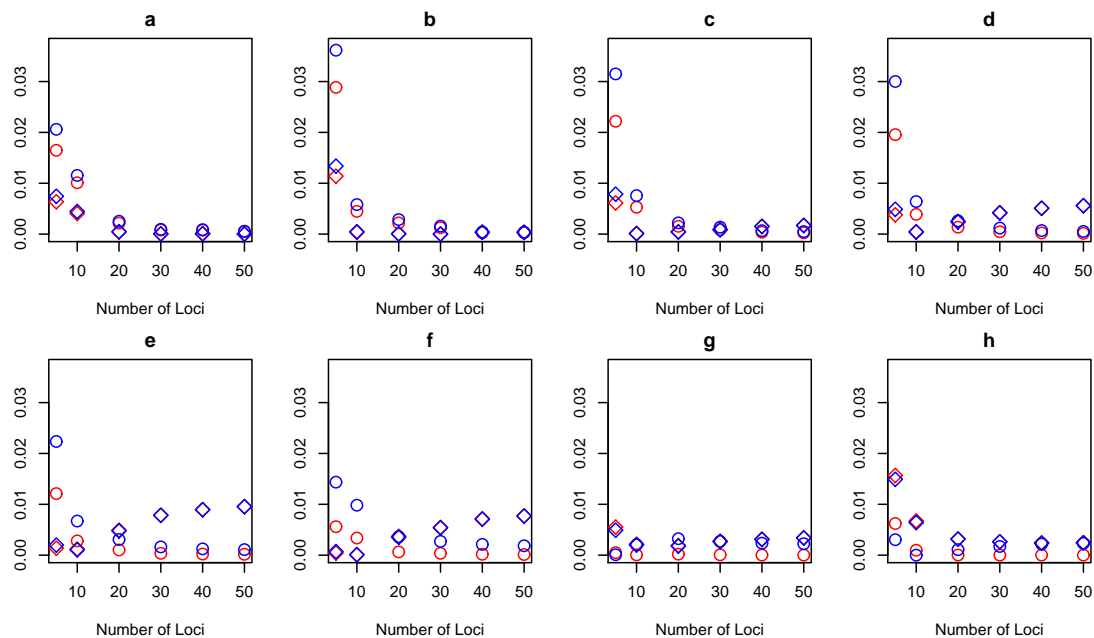 a b c d
0.00 0.01 0.02 0.03 0.00 0.01 0.02 0.03 0.00 0.01 0.02 0.03 0.00 0.01 0.02 0.03
10 20 30 40 50 10 20 30 40 50 10 20 30 40 50 10 20 30 40 50
Number of Loci Number of Loci Number of Loci Number of Loci
e f g h
0.00 0.01 0.02 0.03 0.00 0.01 0.02 0.03 0.00 0.01 0.02 0.03 0.00 0.01 0.02 0.03
10 20 30 40 50 10 20 30 40 50 10 20 30 40 50 10 20 30 40 50
Number of Loci Number of Loci Number of Loci Number of Loci